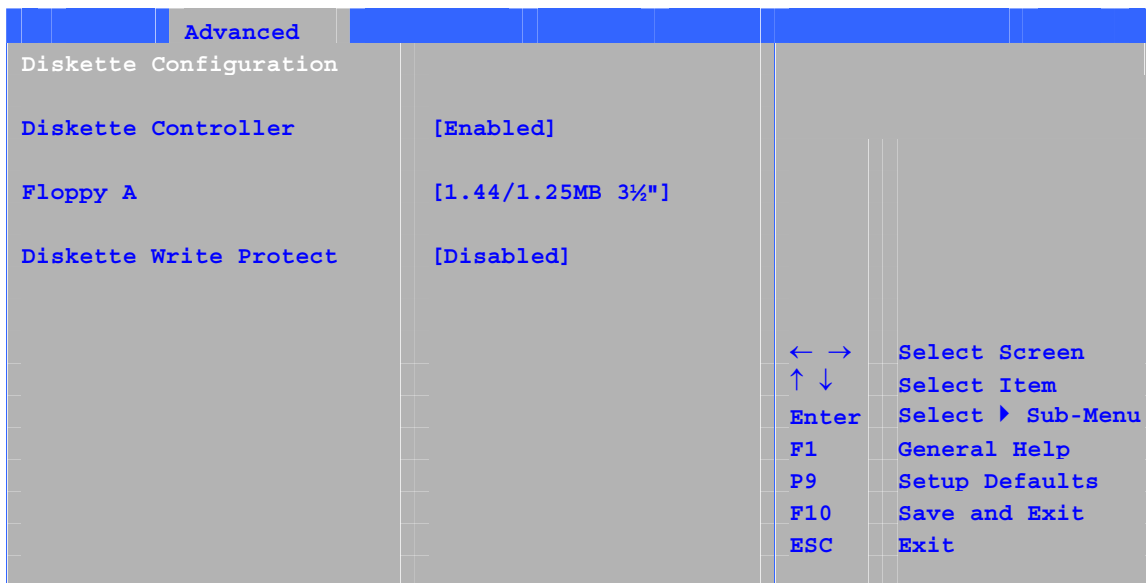 Advanced
Diskette Configuration
Diskette Controller [Enabled]
Floppy A [1.44/1.25MB 3½"]
Diskette Write Protect [Disabled]
← → Select Screen
↑ ↓ Select Item
Enter Select ▶ Sub-Menu
F1 General Help
P9 Setup Defaults
F10 Save and Exit
ESC Exit